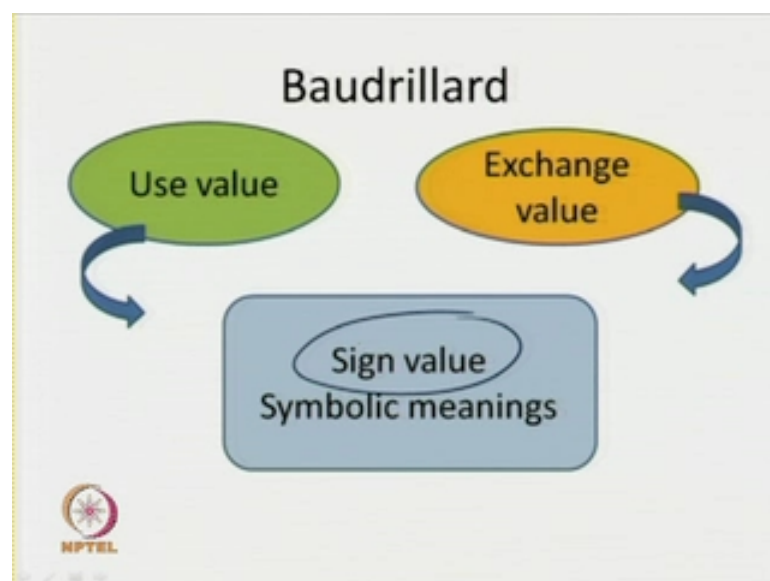 Baudrillard
Use value
Exchange
value
Sign value
Symbolic meanings
NPTEL